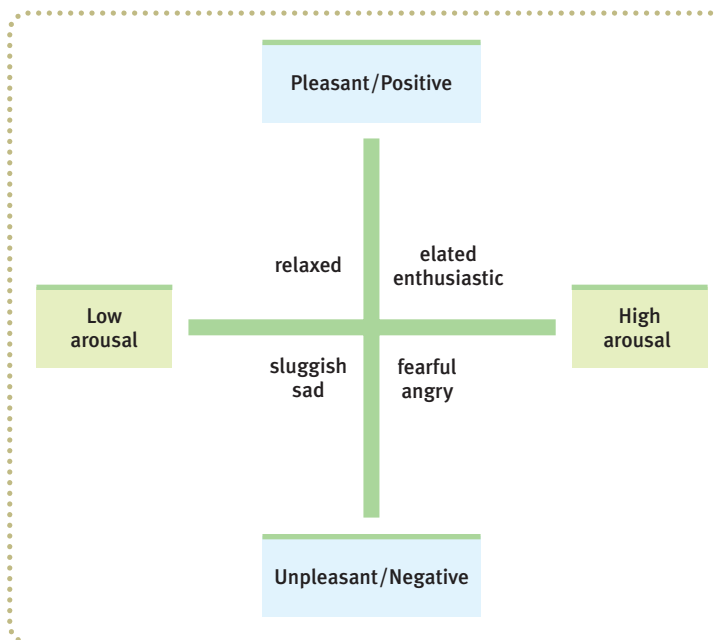 Pleasant/Positive
relaxed
elated
enthusiastic
Low
arousal
High
arousal
sluggish
sad
fearful
angry
Unpleasant/Negative